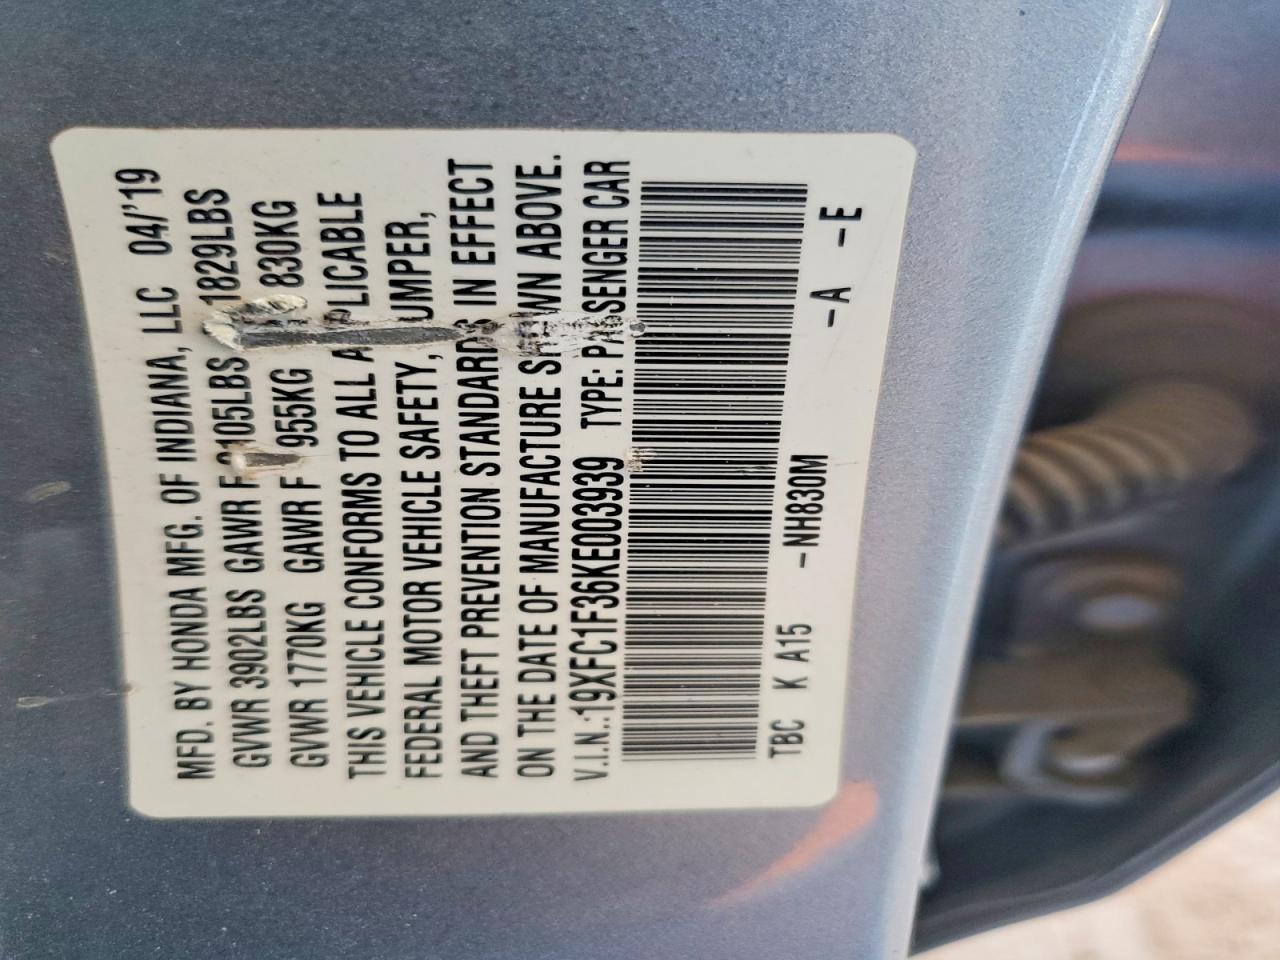 MFD. BY HONDA MFG. OF INDIANA, LLC 04/'19
GVWR 3902LBS GAWR F 2105LBS 1829LBS
GVWR 1770KG GAWR F 955KG 830KG
THIS VEHICLE CONFORMS TO ALL APPLICABLE
FEDERAL MOTOR VEHICLE SAFETY, BUMPER,
AND THEFT PREVENTION STANDARDS IN EFFECT
ON THE DATE OF MANUFACTURE SHOWN ABOVE.
V.I.N.:19XFC1F36KE003939 TYPE: PASSENGER CAR
TBC K A15 -NH830M -A -E